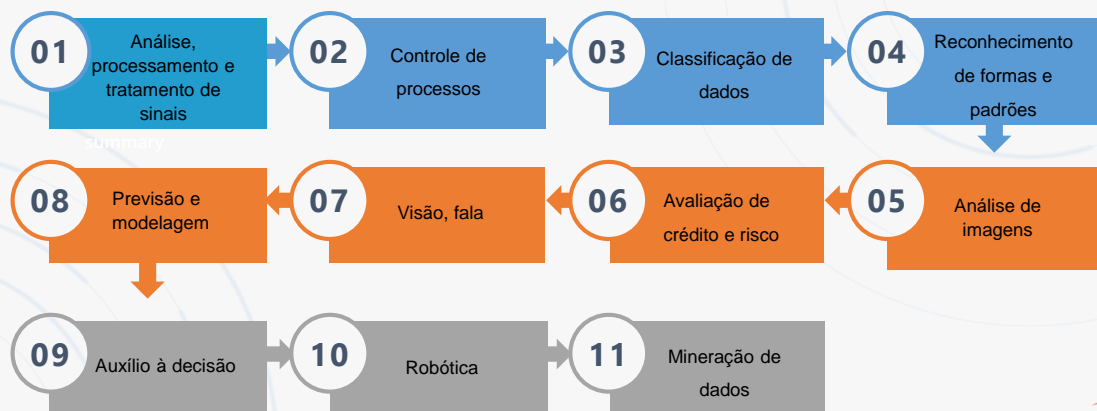 01
Análise,
processamento e
tratamento de
sinais
02
Controle de
processos
03
Classificação de
dados
04
Reconhecimento
de formas e
padrões
summary
05
Análise de
imagens
06
Avaliação de
crédito e risco
07
Visão, fala
08
Previsão e
modelagem
09
Auxílio à decisão
10
Robótica
11
Mineração de
dados